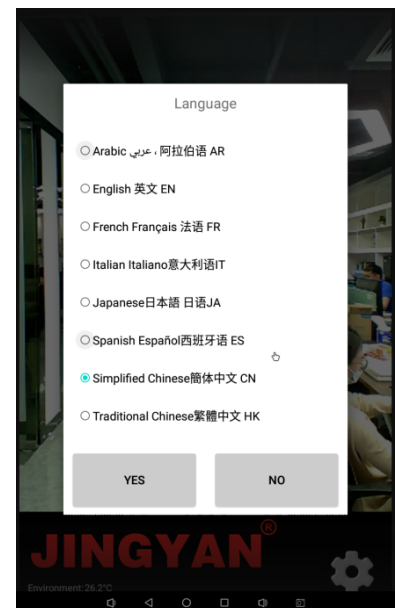 Language
Arabic عربي ، 阿拉伯语 AR
English 英文 EN
French Français 法语 FR
Italian Italiano意大利语IT
Japanese日本語 日语JA
Spanish Español西班牙语 ES
Simplified Chinese簡体中文 CN
Traditional Chinese繁體中文 HK
YES NO
JINGYAN®
Environment: 26.2°C